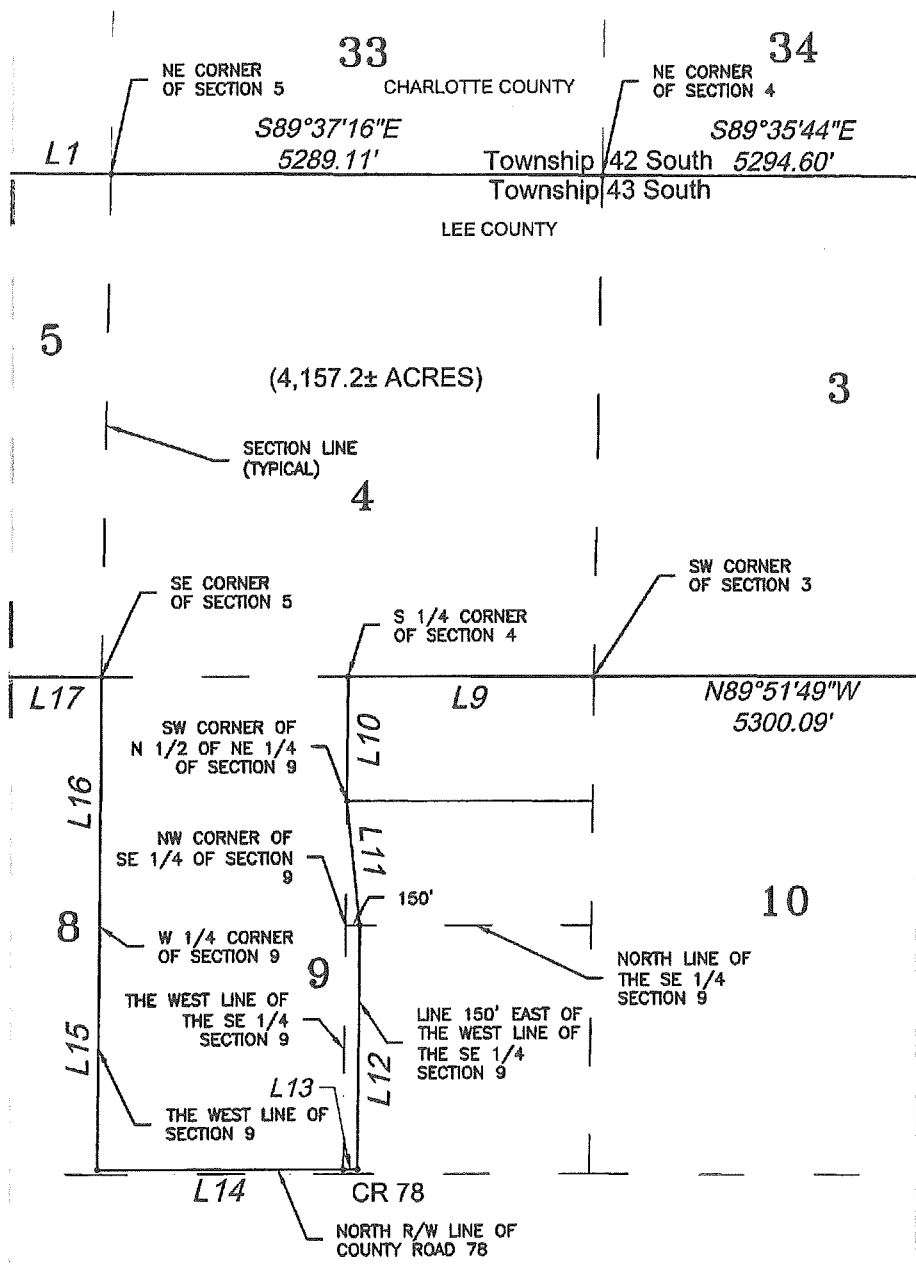 33
34
NE CORNER
OF SECTION 5
CHARLOTTE COUNTY
NE CORNER
OF SECTION 4
S89°37'16"E
5289.11'
S89°35'44"E
5294.60'
L1
Township 42 South
Township 43 South
LEE COUNTY
5
(4,157.2± ACRES)
3
SECTION LINE
(TYPICAL)
4
SE CORNER
OF SECTION 5
S 1/4 CORNER
OF SECTION 4
SW CORNER
OF SECTION 3
L17
L9
N89°51'49"W
5300.09'
SW CORNER OF
N 1/2 OF NE 1/4
OF SECTION 9
L10
L16
NW CORNER OF
SE 1/4 OF SECTION
9
L11
150'
10
8
W 1/4 CORNER
OF SECTION 9
9
NORTH LINE OF
THE SE 1/4
SECTION 9
THE WEST LINE OF
THE SE 1/4
SECTION 9
LINE 150' EAST OF
THE WEST LINE OF
THE SE 1/4
SECTION 9
L15
L12
L13
THE WEST LINE OF
SECTION 9
L14
CR 78
NORTH R/W LINE OF
COUNTY ROAD 78